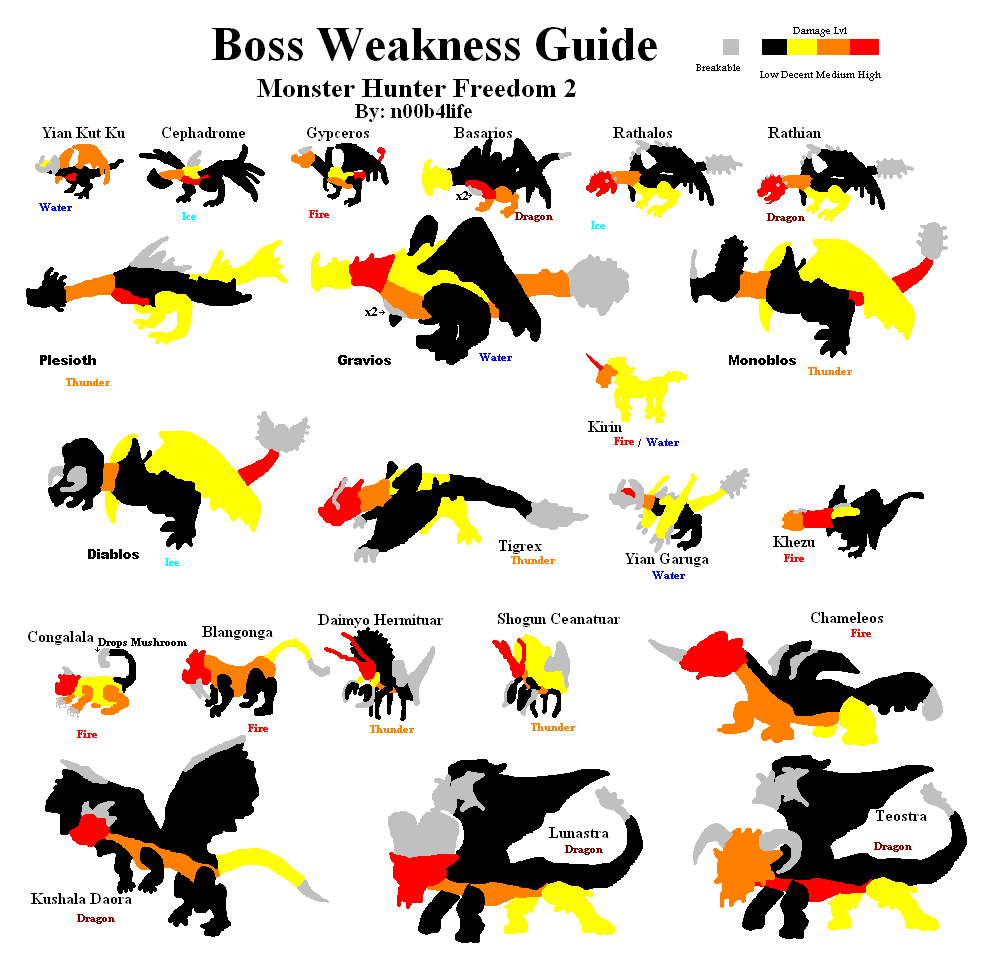 Boss Weakness Guide
Damage Lvl
Breakable
Low Decent Medium High
Monster Hunter Freedom 2
By: n00b4life
Yian Kut Ku
Cephadrome
Gypceros
Basarios
Rathalos
Rathian
x2→
Water
Ice
Fire
Dragon
Ice
Dragon
x2→
Plesioth
Gravios
Water
Monoblos
Thunder
Thunder
Kirin
Fire / Water
Diablos
Ice
Tigrex
Thunder
Yian Garuga
Water
Khezu
Fire
Congalala
Drops Mushroom
Blangonga
Daimyo Hermituar
Shogun Ceanatuar
Chameleos
Fire
Fire
Fire
Thunder
Thunder
Kushala Daora
Dragon
Lunastra
Dragon
Teostra
Dragon